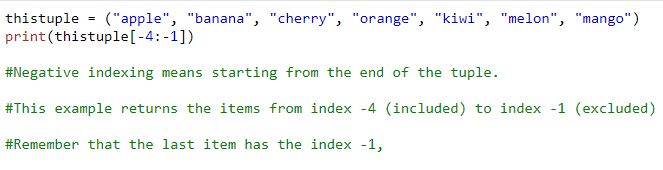 thistuple = ("apple", "banana", "cherry", "orange", "kiwi", "melon", "mango")
print(thistuple[-4:-1])
#Negative indexing means starting from the end of the tuple.
#This example returns the items from index -4 (included) to index -1 (excluded)
#Remember that the last item has the index -1,